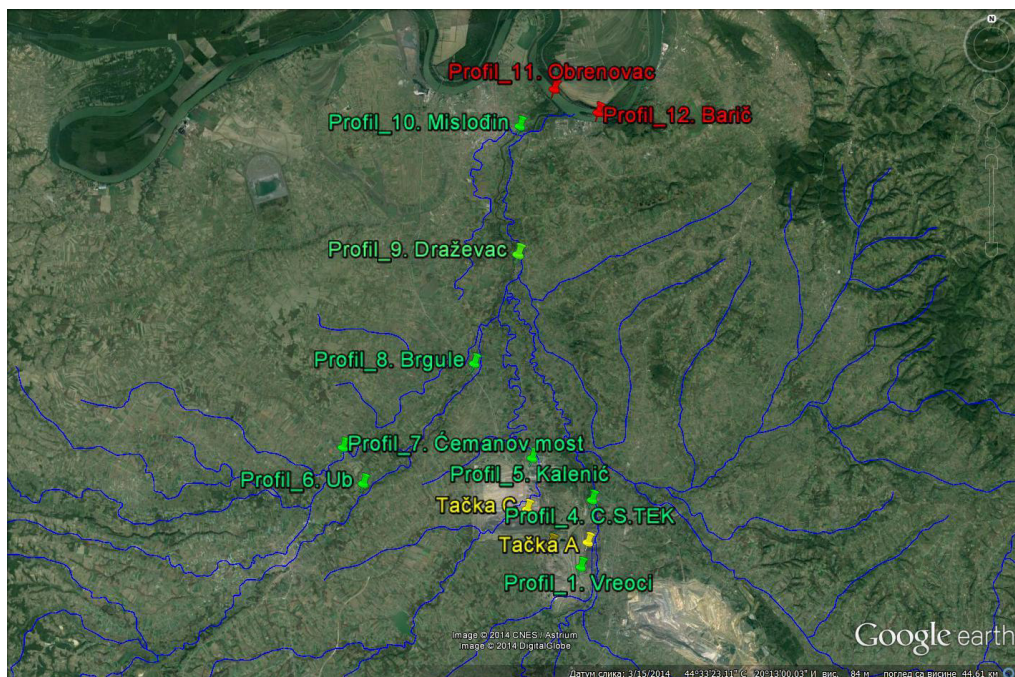 N
Profil_11. Obrenovac
Profil_12. Barič
Profil_10. Mislođin
Profil_9. Draževac
Profil_8. Brgule
Profil_7. Ćemanov most
Profil_5. Kalenić
Profil_6. Ub
Tačka C
Profil_4. C.S.TEK
Tačka A
Profil_1. Vreoci
Image © 2014 CNES / Astrium
Image © 2014 DigitalGlobe
Google earth
Датум слике: 3/15/2014 44°33'23.11" С 20°13'00.03" И вис. 84 м поглед са висине 44.61 км